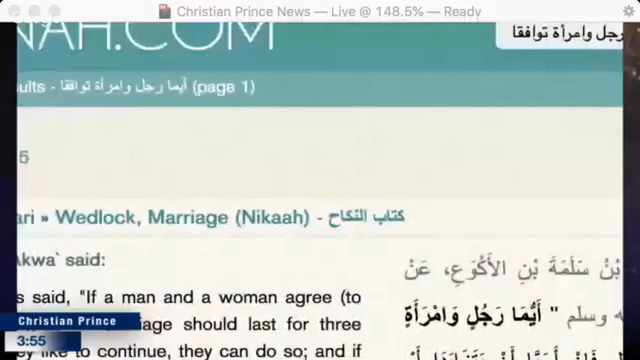 Christian Prince News — Live @ 148.5% — Ready
NAH.COM
رجل وامرأة توافقا
ults - أيما رجل وامرأة توافقا (page 1)
5
ari » Wedlock, Marriage (Nikaah) - كتاب النكاح
Akwa` said:
بْنُ سَلَمَةَ بْنِ الأَكْوَعِ، عَنْ
s said, "If a man and a woman agree (to
ه وسلم " أَيُّمَا رَجُلٍ وَامْرَأَةٍ
Christian Prince
iage should last for three
3:55
ey like to continue, they can do so; and if